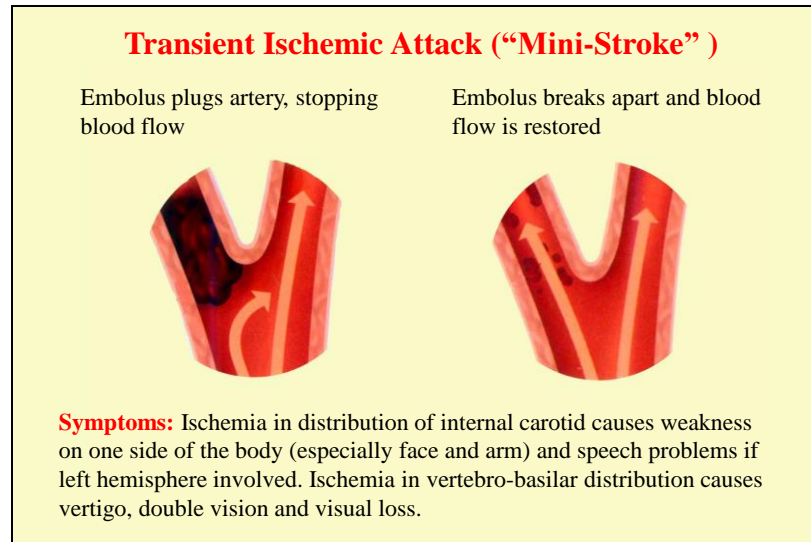 Transient Ischemic Attack (“Mini-Stroke” )
Embolus plugs artery, stopping
blood flow
Embolus breaks apart and blood
flow is restored
Symptoms: Ischemia in distribution of internal carotid causes weakness
on one side of the body (especially face and arm) and speech problems if
left hemisphere involved. Ischemia in vertebro-basilar distribution causes
vertigo, double vision and visual loss.